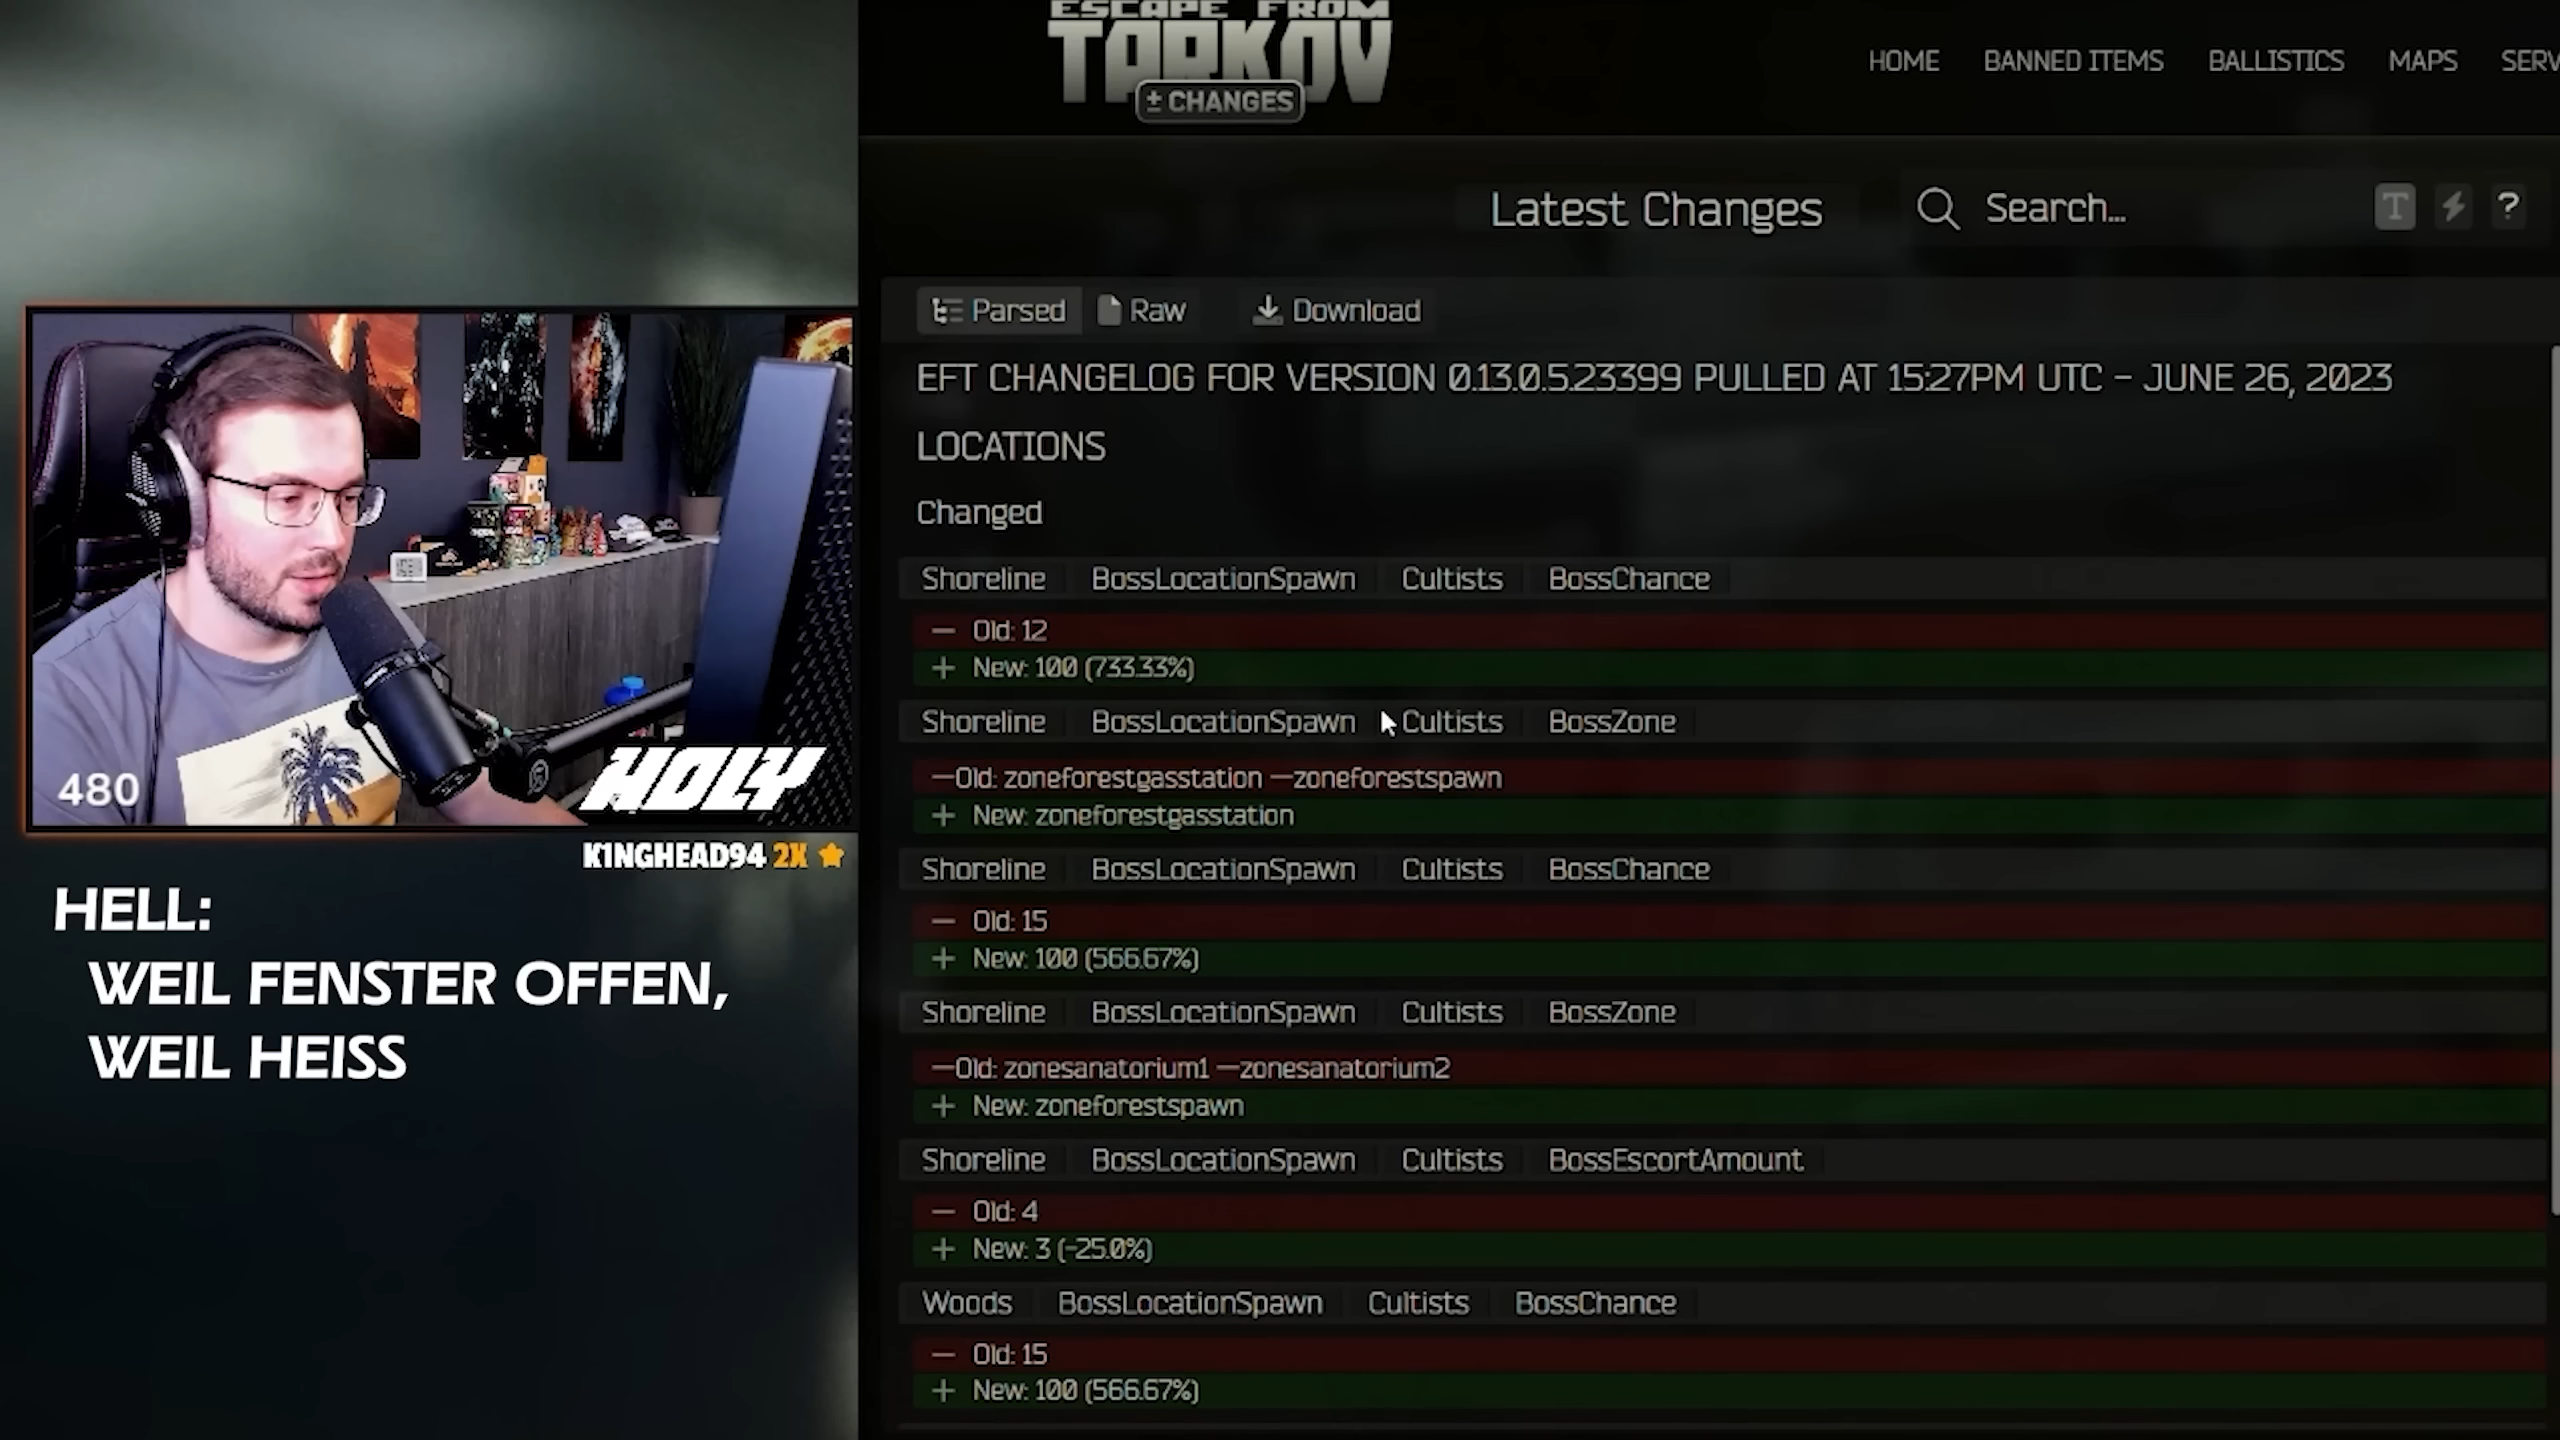 ESCAPE FROM
TARKOV
± CHANGES
HOME BANNED ITEMS BALLISTICS MAPS SERV
Latest Changes
Search...
T ?
Parsed Raw Download
EFT CHANGELOG FOR VERSION 0.13.0.5.23399 PULLED AT 15:27PM UTC - JUNE 26, 2023
LOCATIONS
Changed
Shoreline BossLocationSpawn Cultists BossChance
— Old: 12
+ New: 100 (733.33%)
Shoreline BossLocationSpawn Cultists BossZone
—Old: zoneforestgasstation —zoneforestspawn
+ New: zoneforestgasstation
Shoreline BossLocationSpawn Cultists BossChance
— Old: 15
+ New: 100 (566.67%)
Shoreline BossLocationSpawn Cultists BossZone
—Old: zonesanatorium1 —zonesanatorium2
+ New: zoneforestspawn
Shoreline BossLocationSpawn Cultists BossEscortAmount
— Old: 4
+ New: 3 (-25.0%)
Woods BossLocationSpawn Cultists BossChance
— Old: 15
+ New: 100 (566.67%)
480
HOLY
K1NGHEAD94 2X
HELL:
WEIL FENSTER OFFEN,
WEIL HEISS